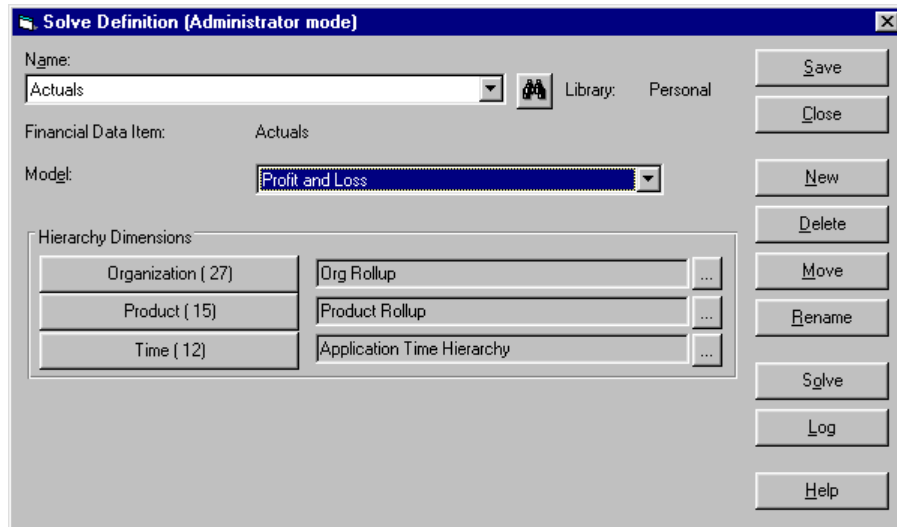 Solve Definition (Administrator mode)
Name:
Actuals
Library: Personal
Financial Data Item: Actuals
Model: Profit and Loss
Hierarchy Dimensions
Organization ( 27) Org Rollup ...
Product ( 15) Product Rollup ...
Time ( 12) Application Time Hierarchy ...
Save
Close
New
Delete
Move
Rename
Solve
Log
Help